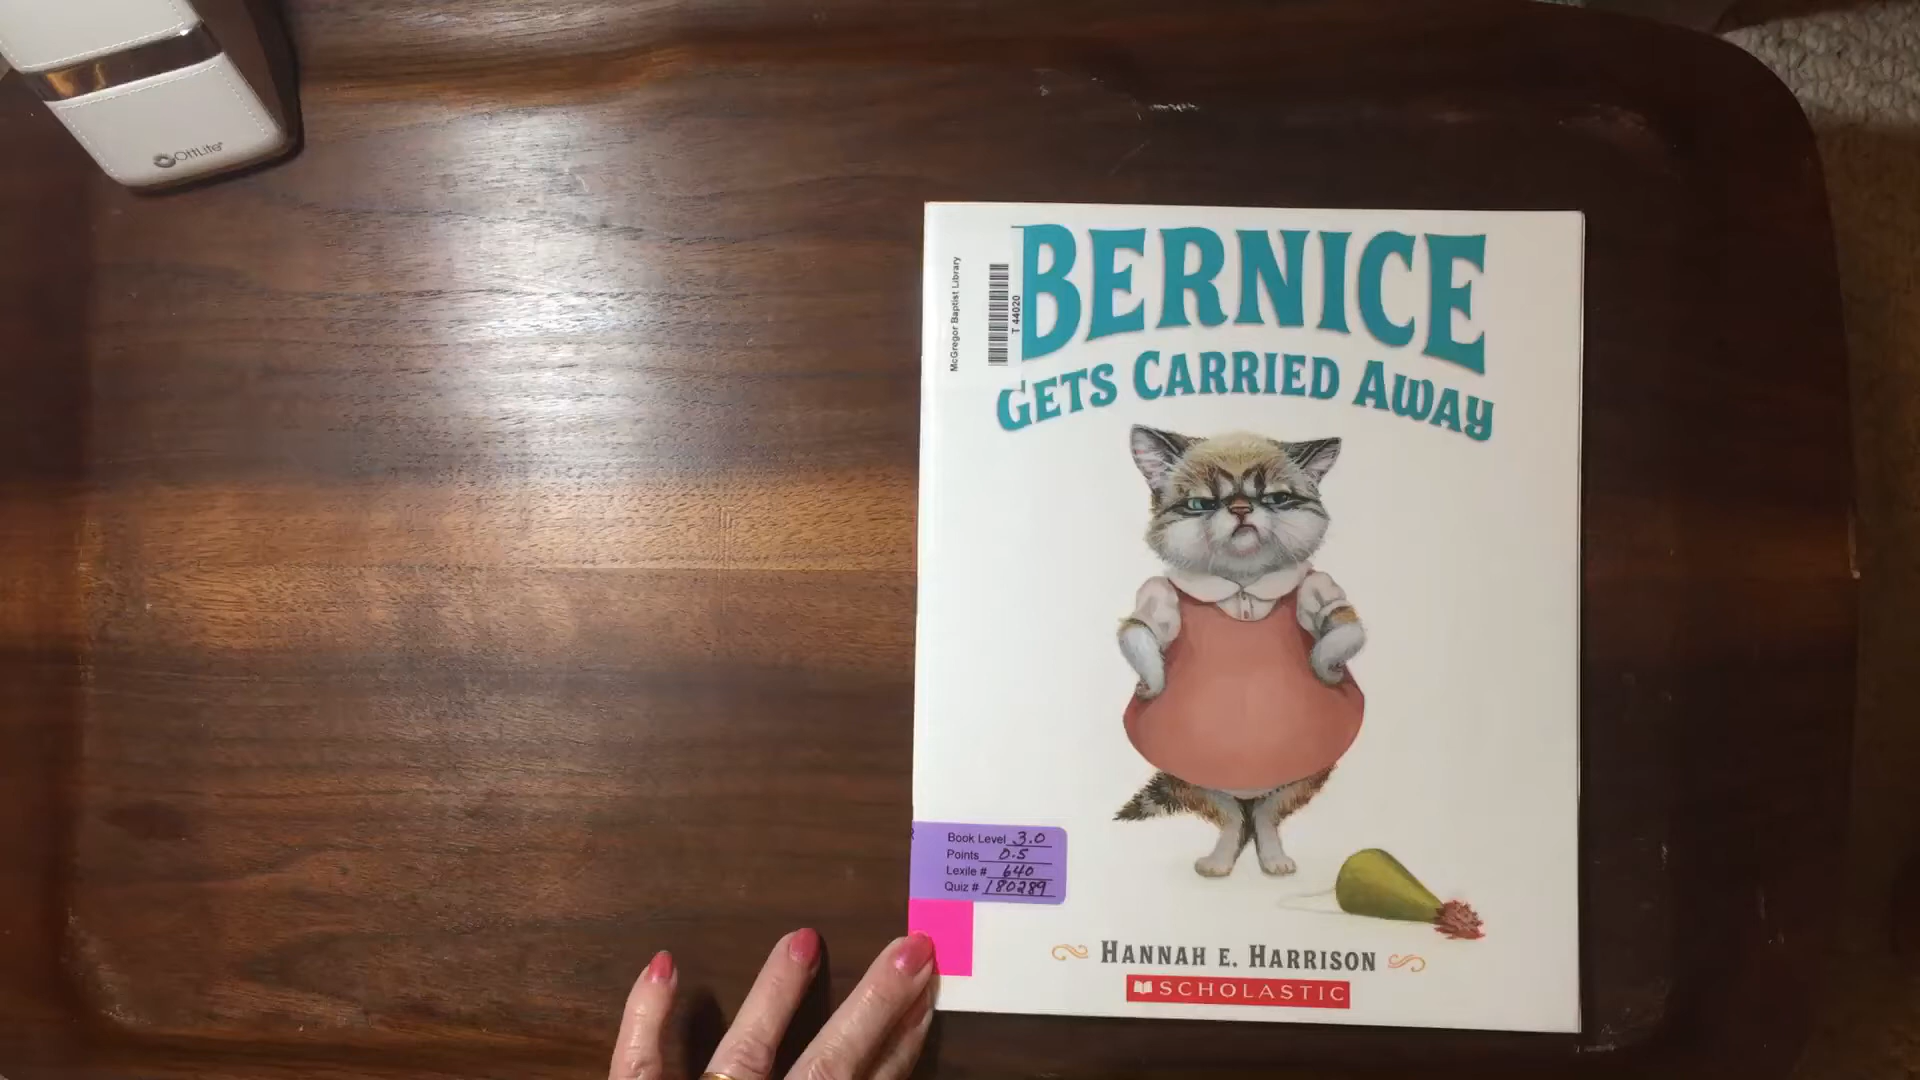 OttLite
McGregor Baptist Library
T 44020
BERNICE
GETS CARRIED AWAY
Book Level 3.0
Points 0.5
Lexile # 640
Quiz # 180289
HANNAH E. HARRISON
SCHOLASTIC